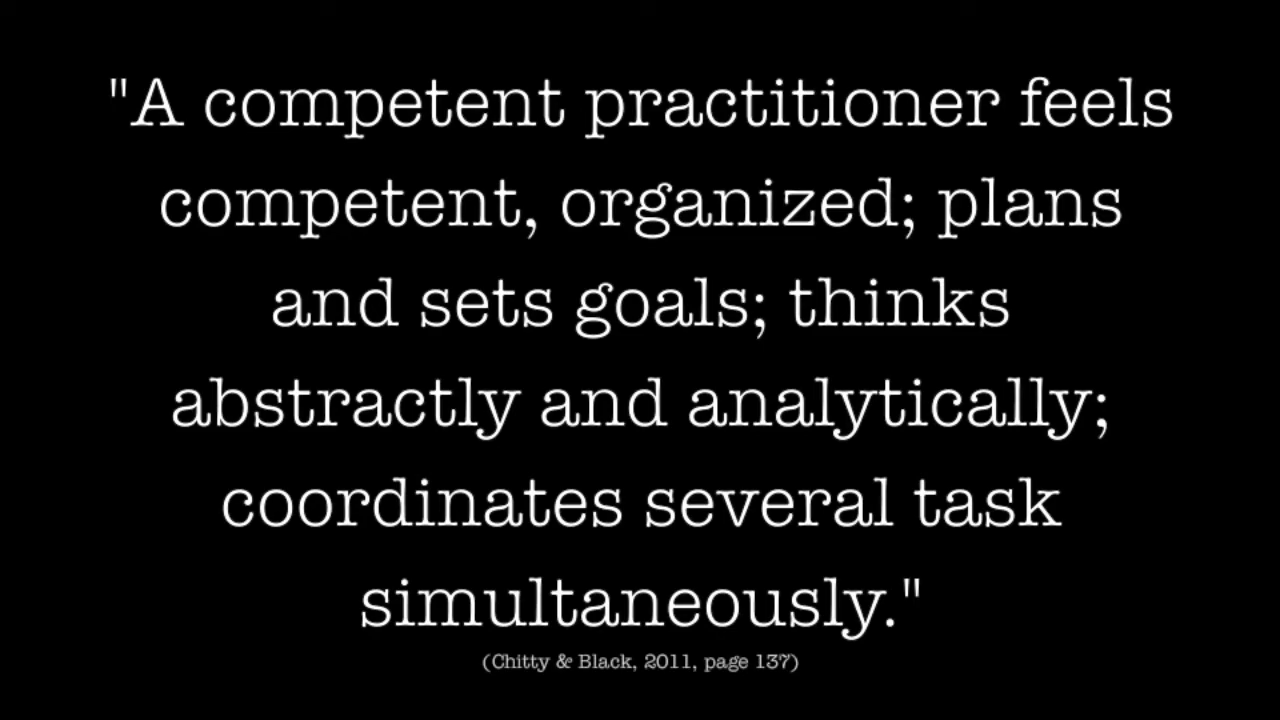 "A competent practitioner feels
competent, organized; plans
and sets goals; thinks
abstractly and analytically;
coordinates several task
simultaneously."
(Chitty & Black, 2011, page 137)